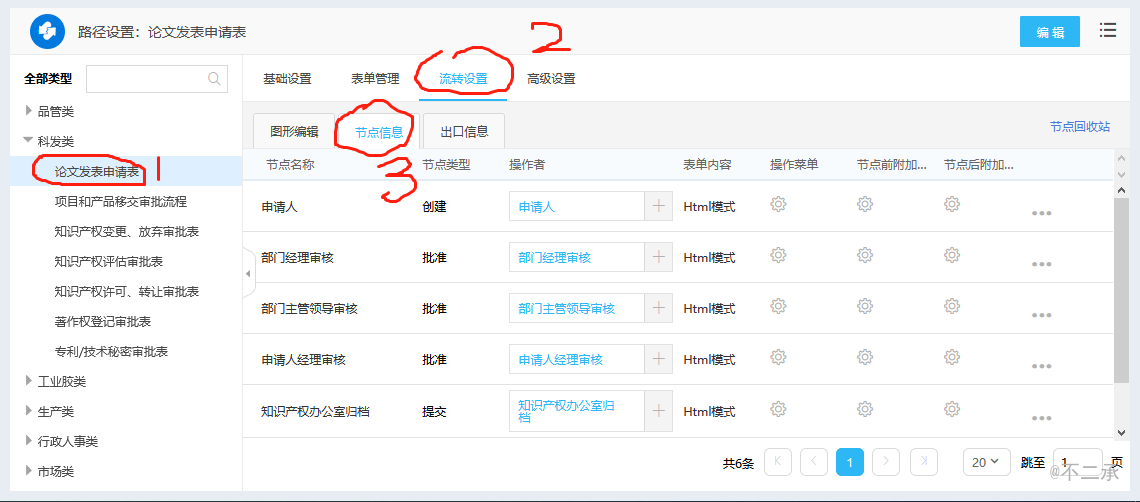 路径设置：论文发表申请表
编 辑
全部类型
基础设置 表单管理 流转设置 高级设置
2
品管类
科发类
论文发表申请表
1
项目和产品移交审批流程
知识产权变更、放弃审批表
知识产权评估审批表
知识产权许可、转让审批表
著作权登记审批表
专利/技术秘密审批表
工业胶类
生产类
行政人事类
市场类
图形编辑 节点信息 出口信息
节点回收站
3
节点名称 节点类型 操作者 表单内容 操作菜单 节点前附加... 节点后附加...
申请人 创建 申请人 Html模式
部门经理审核 批准 部门经理审核 Html模式
部门主管领导审核 批准 部门主管领导审核 Html模式
申请人经理审核 批准 申请人经理审核 Html模式
知识产权办公室归档 提交 知识产权办公室归档 Html模式
共6条 1 20 跳至 1 页
@不二承